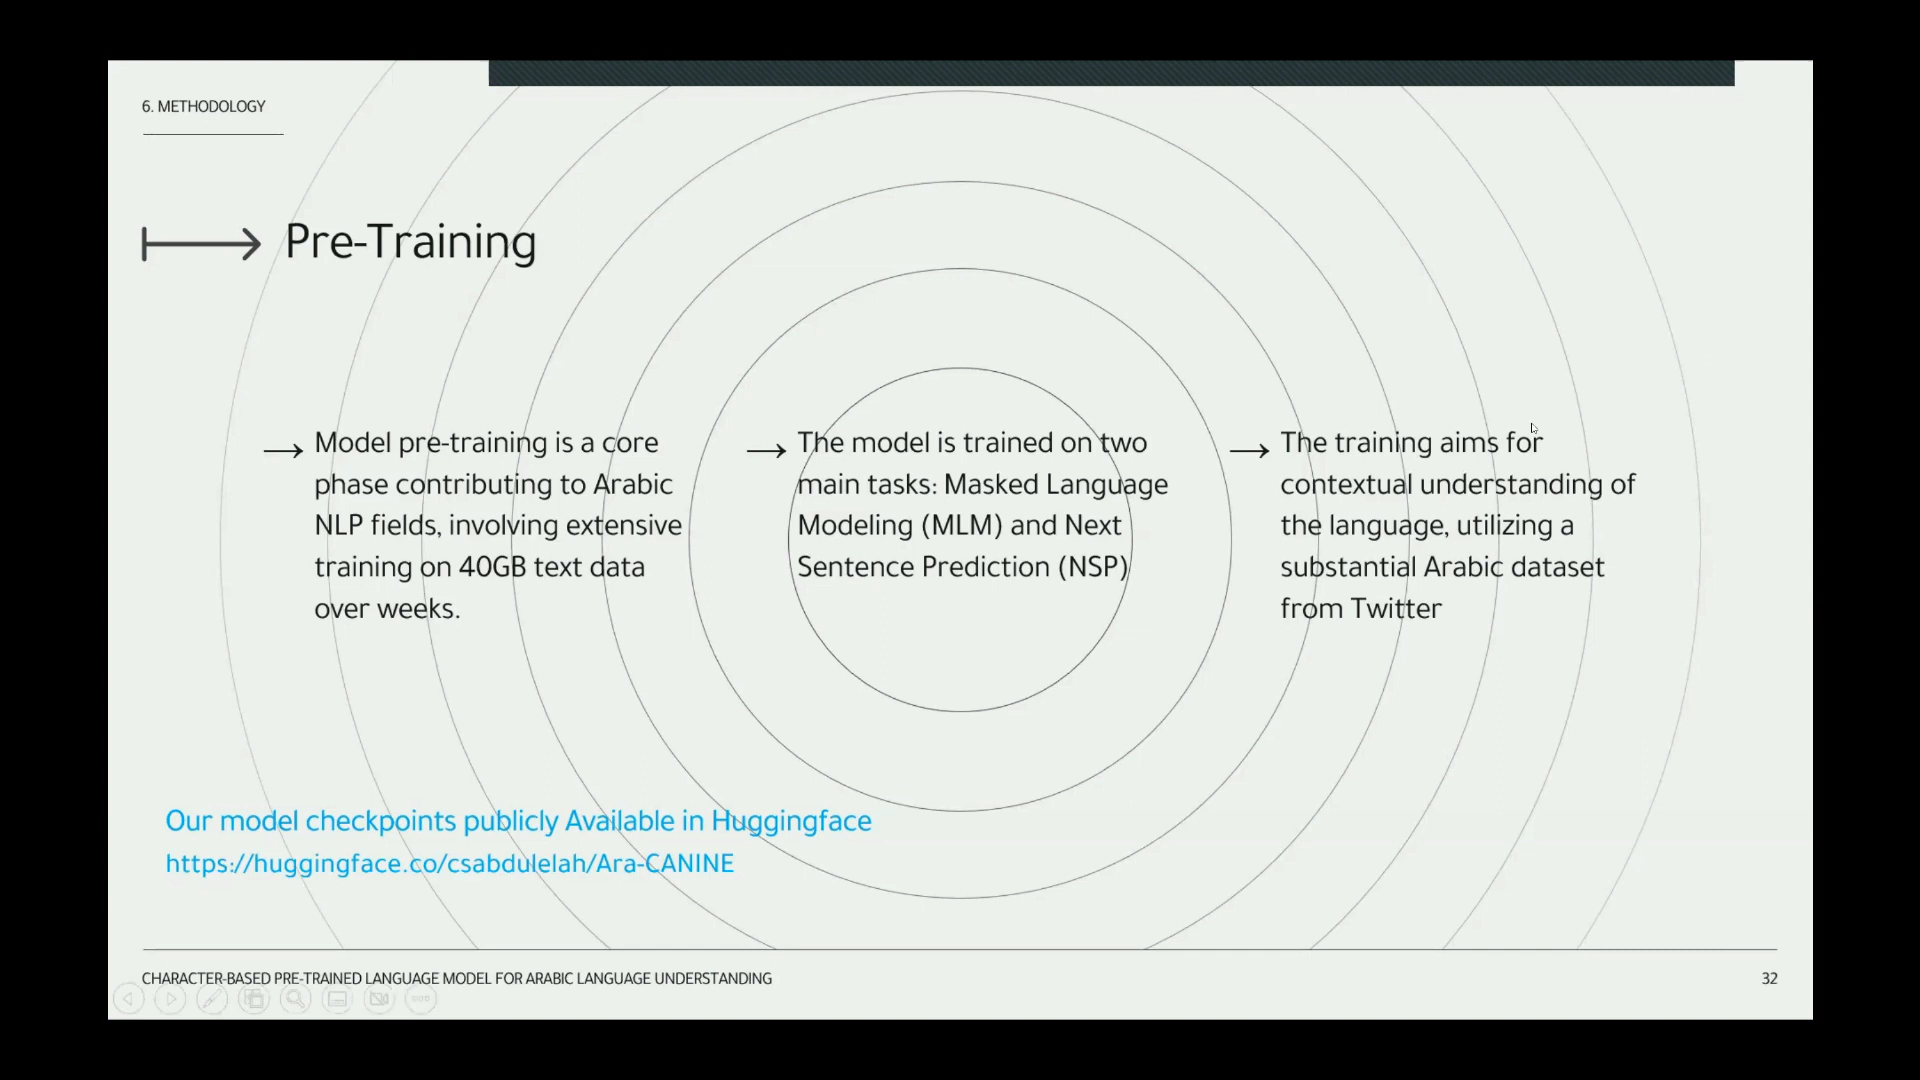 6. METHODOLOGY
Pre-Training
Model pre-training is a core
phase contributing to Arabic
NLP fields, involving extensive
training on 40GB text data
over weeks.
The model is trained on two
main tasks: Masked Language
Modeling (MLM) and Next
Sentence Prediction (NSP)
The training aims for
contextual understanding of
the language, utilizing a
substantial Arabic dataset
from Twitter
Our model checkpoints publicly Available in Huggingface
https://huggingface.co/csabdulelah/Ara-CANINE
CHARACTER-BASED PRE-TRAINED LANGUAGE MODEL FOR ARABIC LANGUAGE UNDERSTANDING
32